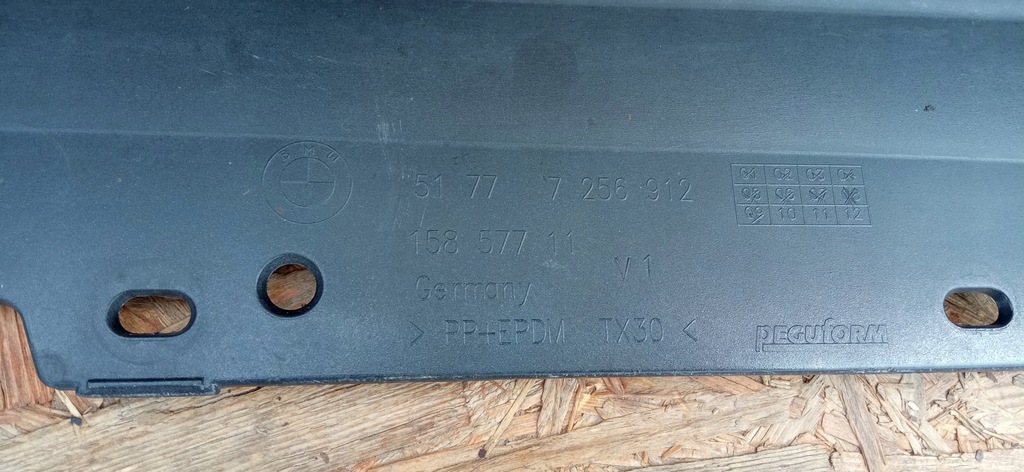 BMW
51 77 7 256 912
158 577 11
V1
Germany
> PP+EPDM TX30 <
01 02 03 04
05 06 07 08
09 10 11 12
PEGUFORM